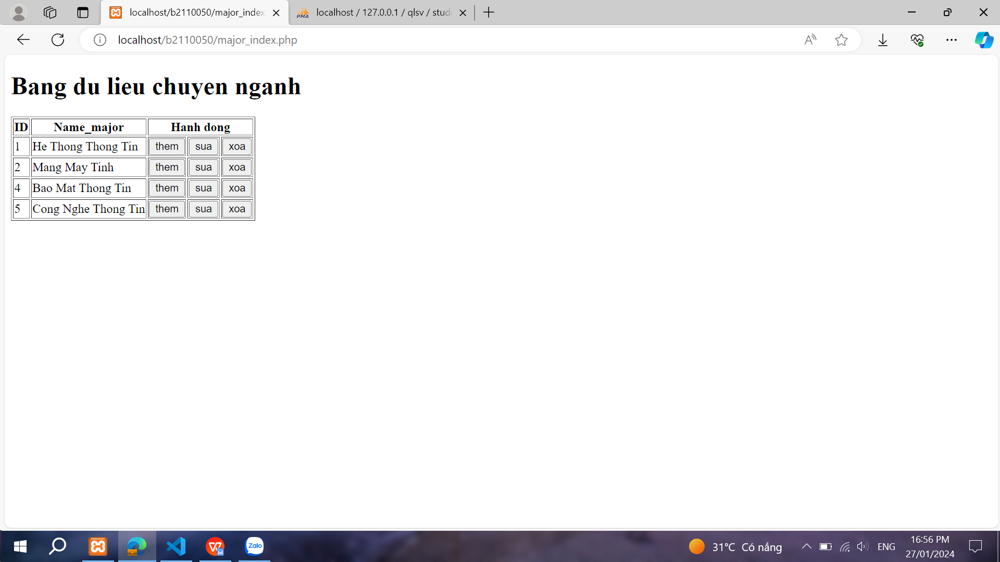 localhost/b2110050/major_index
localhost / 127.0.0.1 / qlsv / stude
localhost/b2110050/major_index.php
Bang du lieu chuyen nganh
ID Name_major Hanh dong
1 He Thong Thong Tin them sua xoa
2 Mang May Tinh them sua xoa
4 Bao Mat Thong Tin them sua xoa
5 Cong Nghe Thong Tin them sua xoa
Zalo
31°C Có nắng
ENG
16:56 PM
27/01/2024